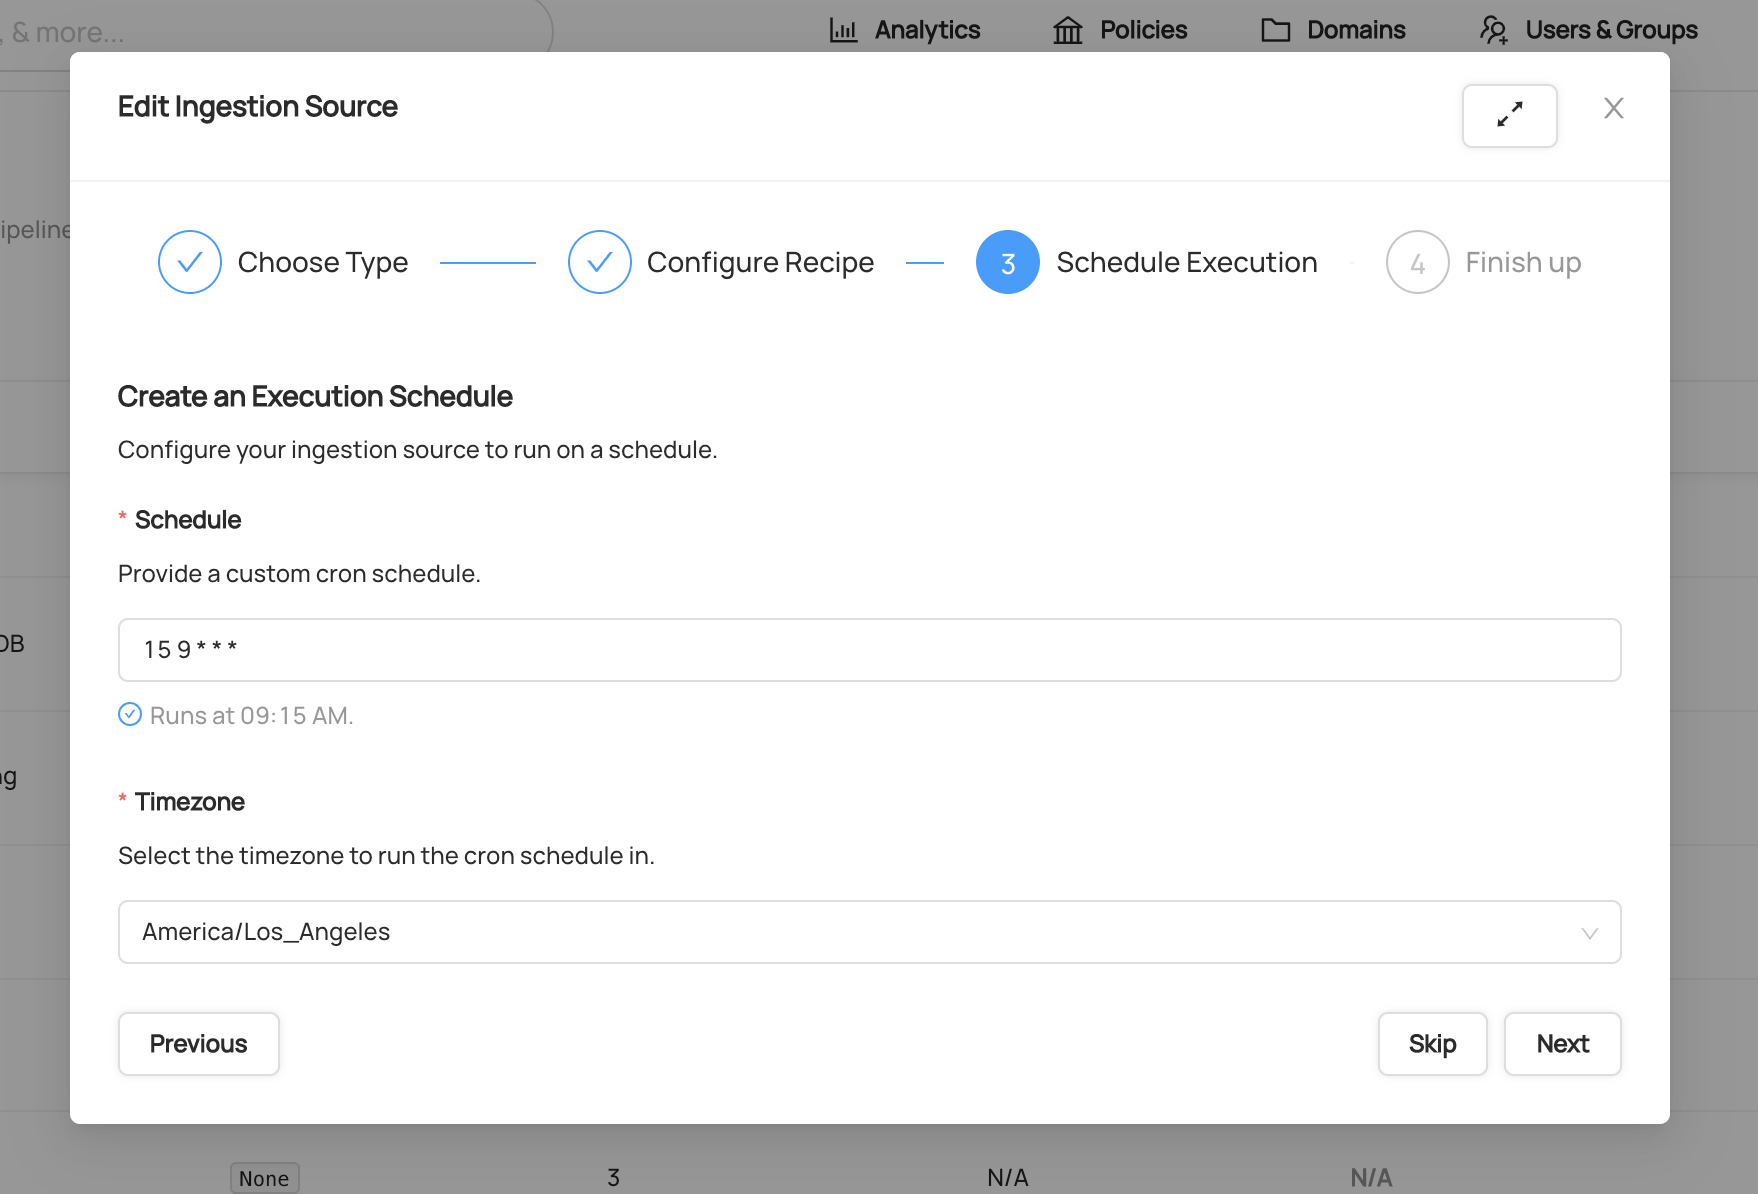 , & more...
Analytics
Policies
Domains
Users & Groups
Edit Ingestion Source
ipeline
Choose Type
Configure Recipe
3
Schedule Execution
4
Finish up
Create an Execution Schedule
Configure your ingestion source to run on a schedule.
* Schedule
Provide a custom cron schedule.
15 9 * * *
Runs at 09:15 AM.
* Timezone
Select the timezone to run the cron schedule in.
America/Los_Angeles
Previous
Skip
Next
None
3
N/A
N/A